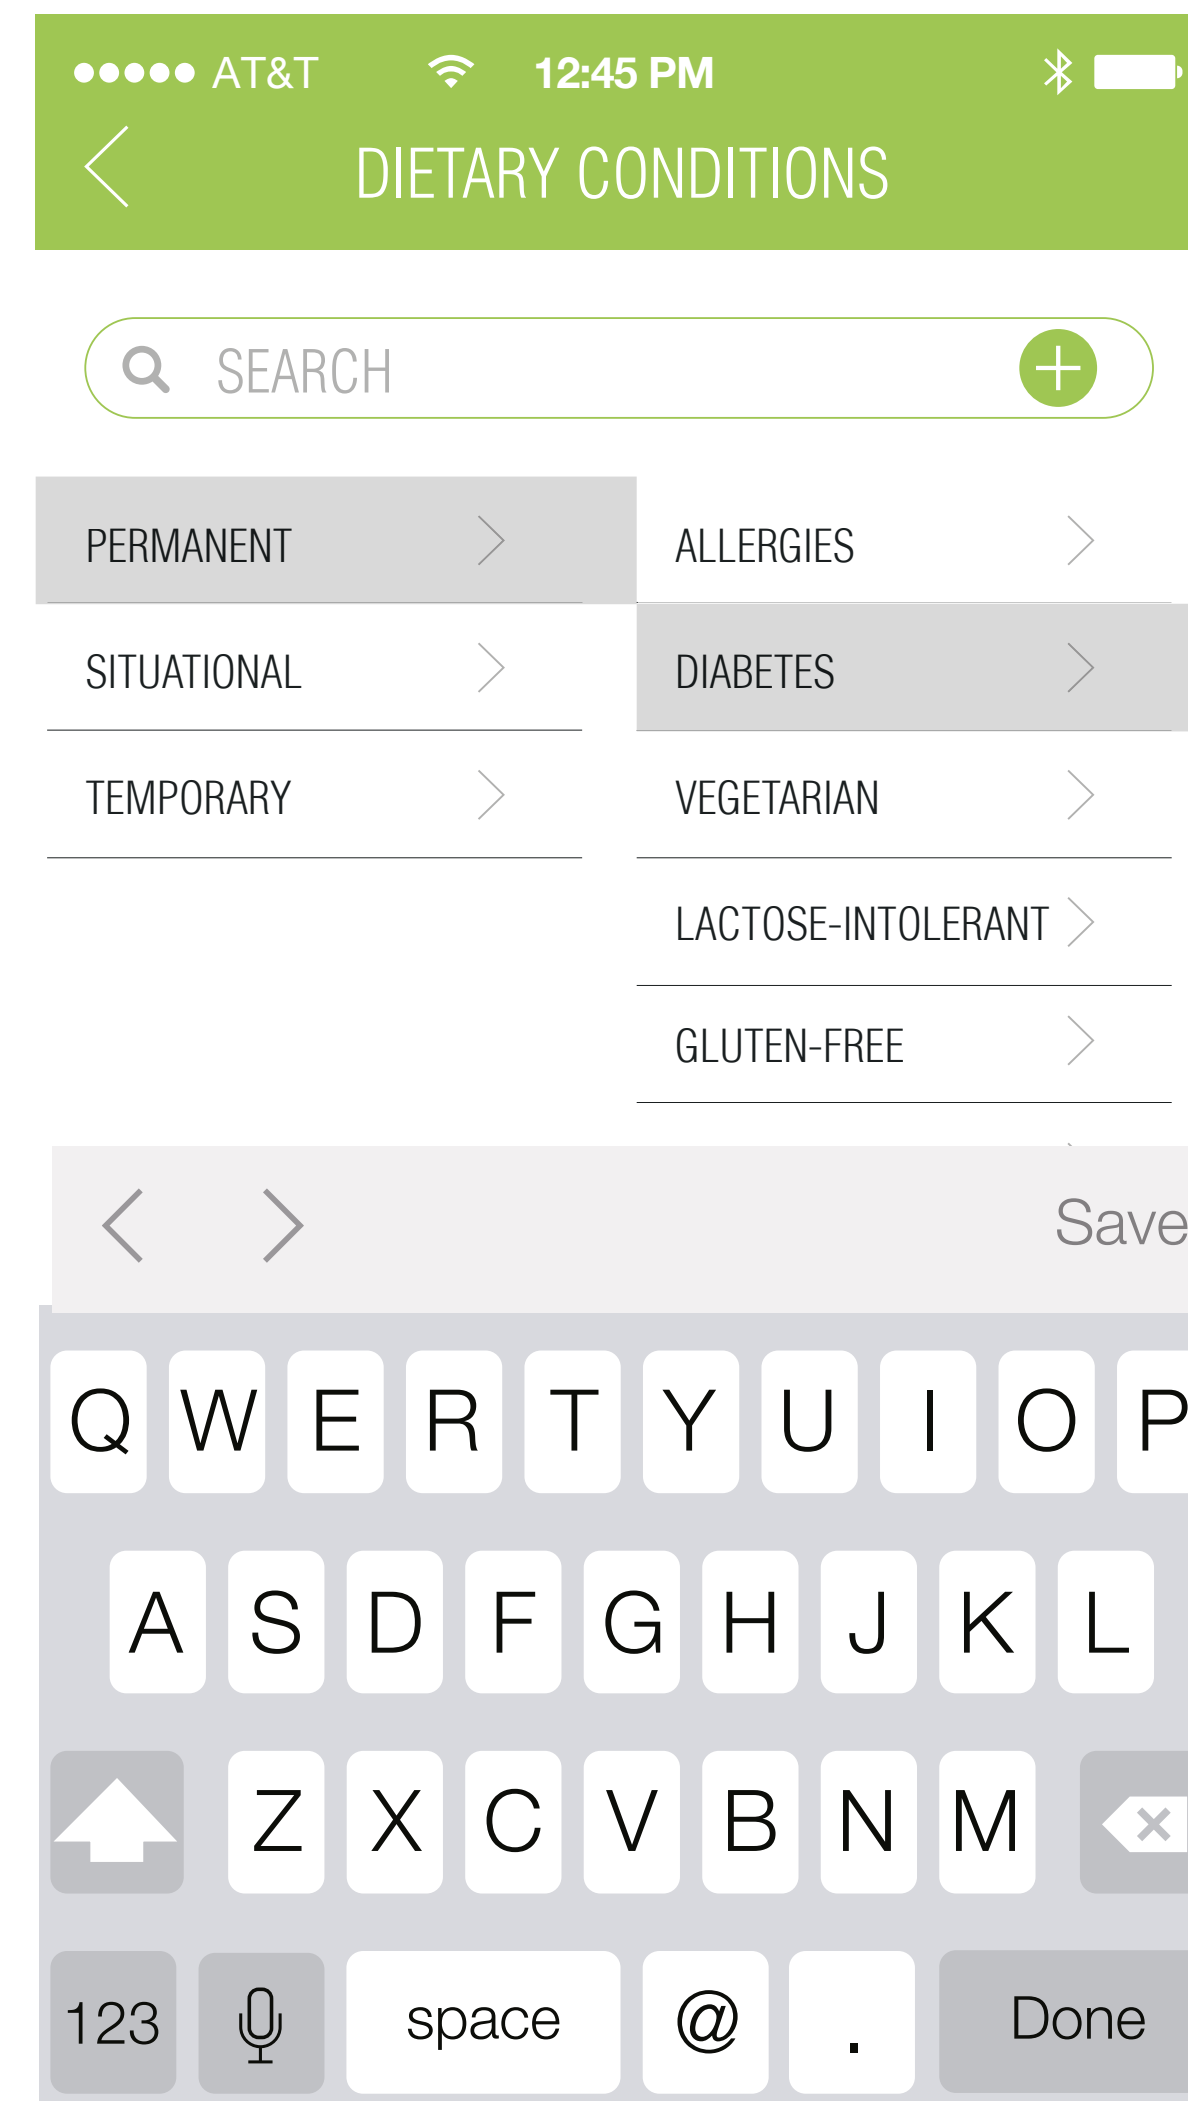 AT&T 12:45 PM
DIETARY CONDITIONS
SEARCH
PERMANENT
SITUATIONAL
TEMPORARY
ALLERGIES
DIABETES
VEGETARIAN
LACTOSE-INTOLERANT
GLUTEN-FREE
Save
Q W E R T Y U I O P
A S D F G H J K L
Z X C V B N M
123 space @ . Done